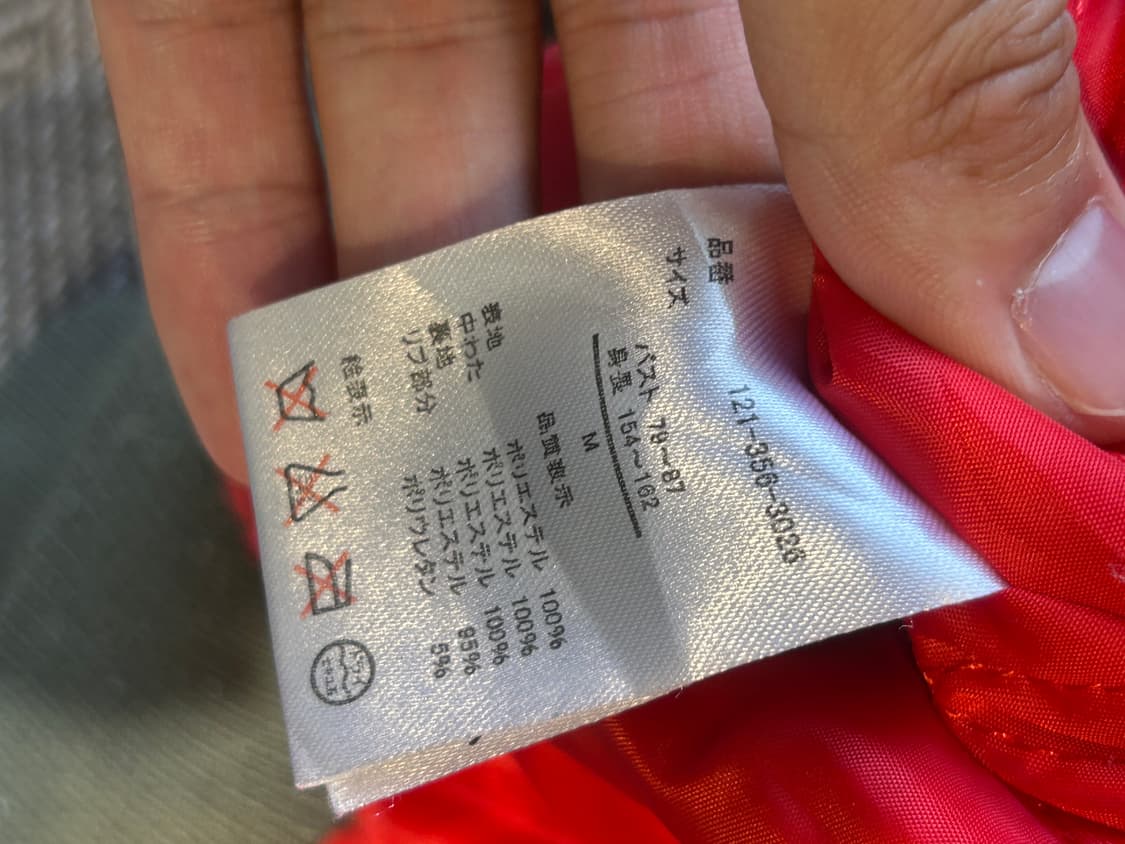 品番 121-356-3026
サイズ
バスト 79~87
身重 154~162
M
品質表示
表地 ポリエステル 100%
中わた ポリエステル 100%
裏地 ポリエステル 100%
リブ部分 ポリエステル 95%
ポリウレタン 5%
絵表示